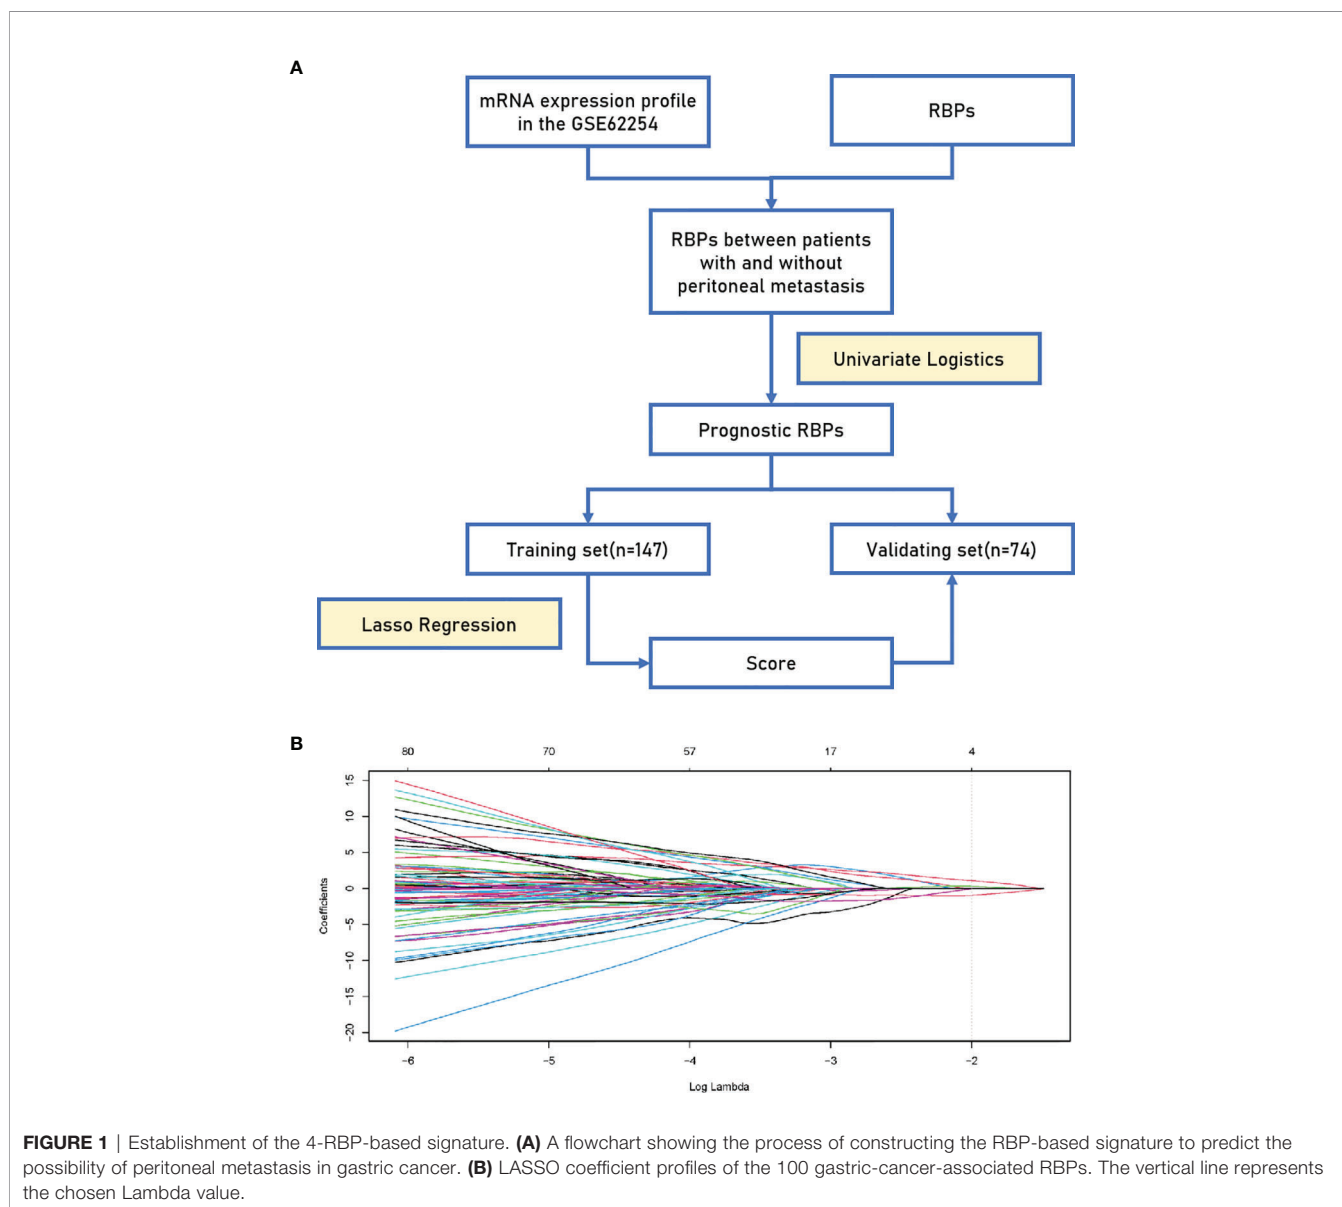 A
mRNA expression profile
in the GSE62254
RBPs
RBPs between patients
with and without
peritoneal metastasis
Univariate Logistics
Prognostic RBPs
Training set(n=147)
Validating set(n=74)
Lasso Regression
Score
B
80 70 57 17 4
15
10
5
0
-5
-10
-15
-20
Coefficients
-6 -5 -4 -3 -2
Log Lambda
FIGURE 1 | Establishment of the 4-RBP-based signature. (A) A flowchart showing the process of constructing the RBP-based signature to predict the
possibility of peritoneal metastasis in gastric cancer. (B) LASSO coefficient profiles of the 100 gastric-cancer-associated RBPs. The vertical line represents
the chosen Lambda value.